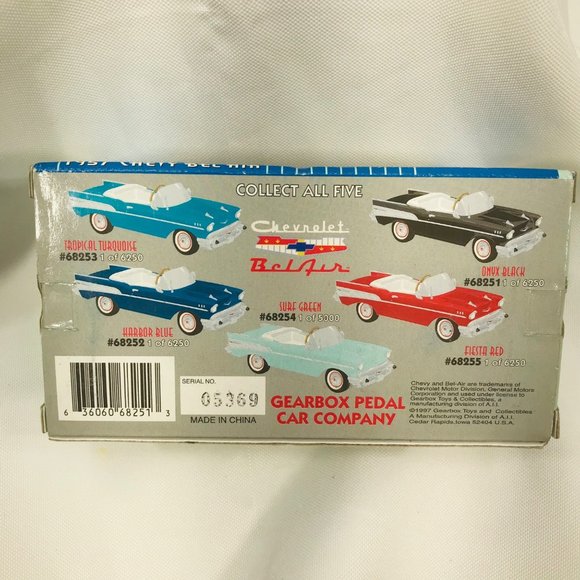 1957 CHEVY BEL AIR
COLLECT ALL FIVE
TROPICAL TURQUOISE
#68253 1 of 6250
Chevrolet
Bel Air
ONYX BLACK
#68251 1 of 6250
HARBOR BLUE
#68252 1 of 6250
SURF GREEN
#68254 1 of 5000
FIESTA RED
#68255 1 of 6250
6 36060 68251 3
SERIAL NO.
05369
MADE IN CHINA
GEARBOX PEDAL
CAR COMPANY
Chevy and Bel-Air are trademarks of
Chevrolet Motor Division, General Motors
Corporation and used under license to
Gearbox Toys & Collectibles, a
manufacturing division of A.I.I.
©1997 Gearbox Toys and Collectibles
A Manufacturing Division of A.I.I.
Cedar Rapids, Iowa 52404 U.S.A.